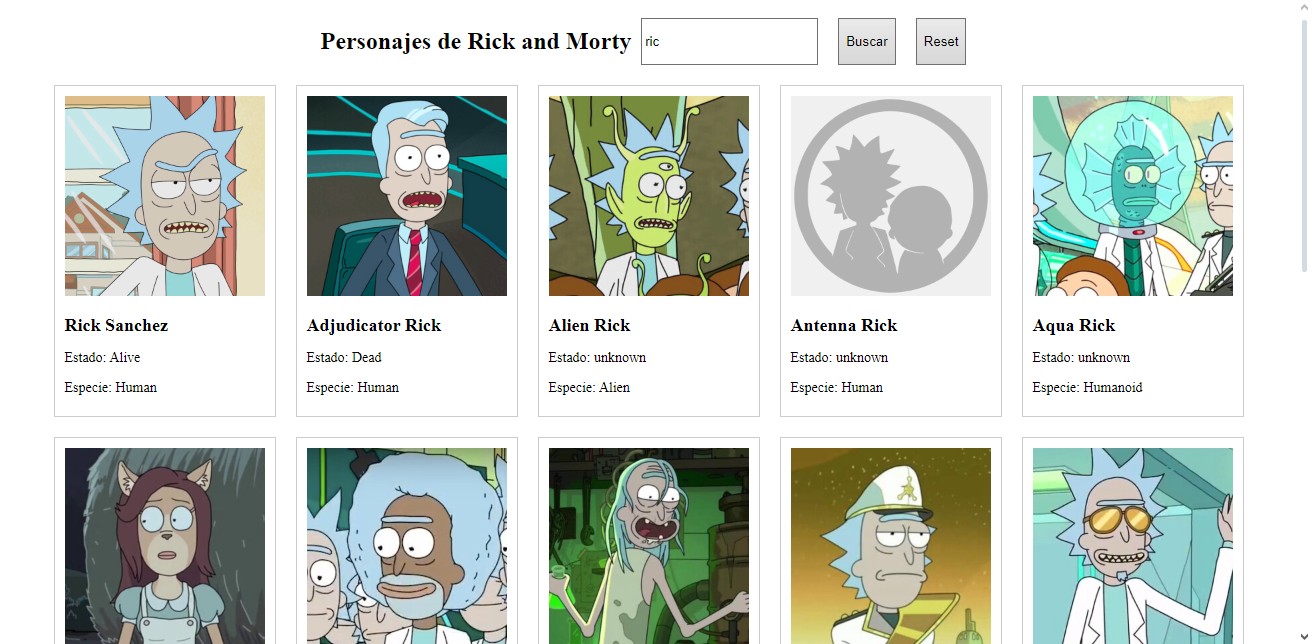 Personajes de Rick and Morty ric Buscar Reset
Rick Sanchez Adjudicator Rick Alien Rick Antenna Rick Aqua Rick
Estado: Alive Estado: Dead Estado: unknown Estado: unknown Estado: unknown
Especie: Human Especie: Human Especie: Alien Especie: Human Especie: Humanoid